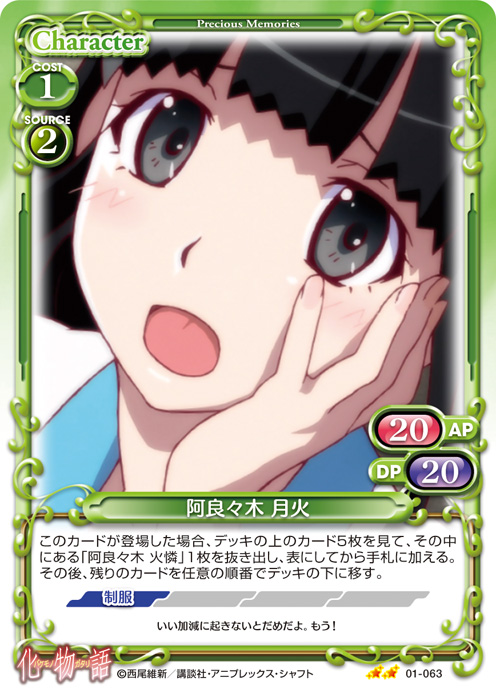 Precious Memories
Character
COST
1
SOURCE
2
20 AP
DP 20
阿良々木 月火
このカードが登場した場合、デッキの上のカード5枚を見て、その中
にある「阿良々木 火憐」1枚を抜き出し、表にしてから手札に加える。
その後、残りのカードを任意の順番でデッキの下に移す。
制服
いい加減に起きないとだめだよ。もう！
化物語
©西尾維新／講談社・アニプレックス・シャフト
01-063